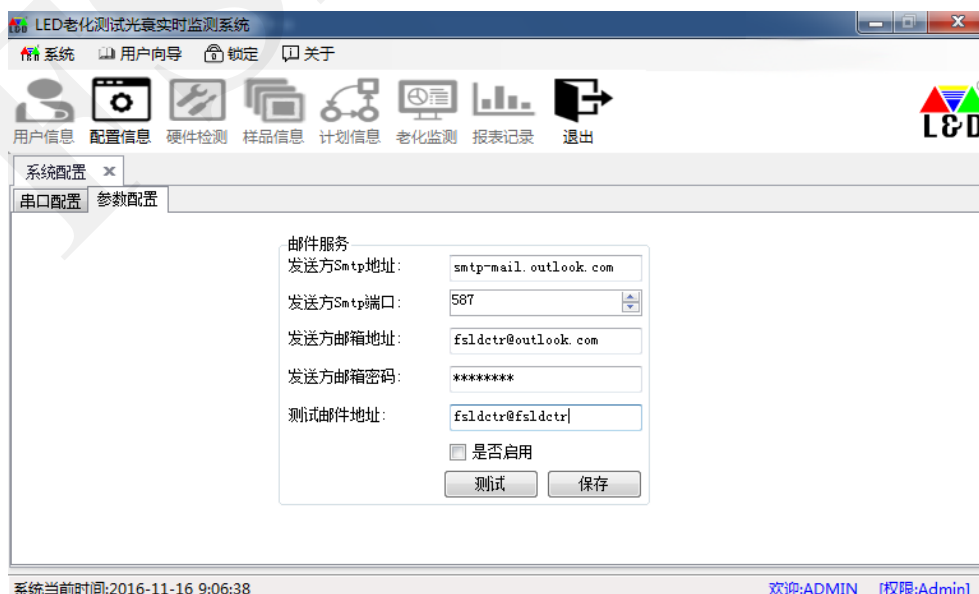 LED老化测试光衰实时监测系统
系统 用户向导 锁定 关于
用户信息 配置信息 硬件检测 样品信息 计划信息 老化监测 报表记录 退出
L&D
系统配置
串口配置 参数配置
邮件服务
发送方Smtp地址: smtp-mail.outlook.com
发送方Smtp端口: 587
发送方邮箱地址: fsldctr@outlook.com
发送方邮箱密码: ********
测试邮件地址: fsldctr@fsldctr
是否启用
测试 保存
系统当前时间:2016-11-16 9:06:38 欢迎:ADMIN [权限:Admin]